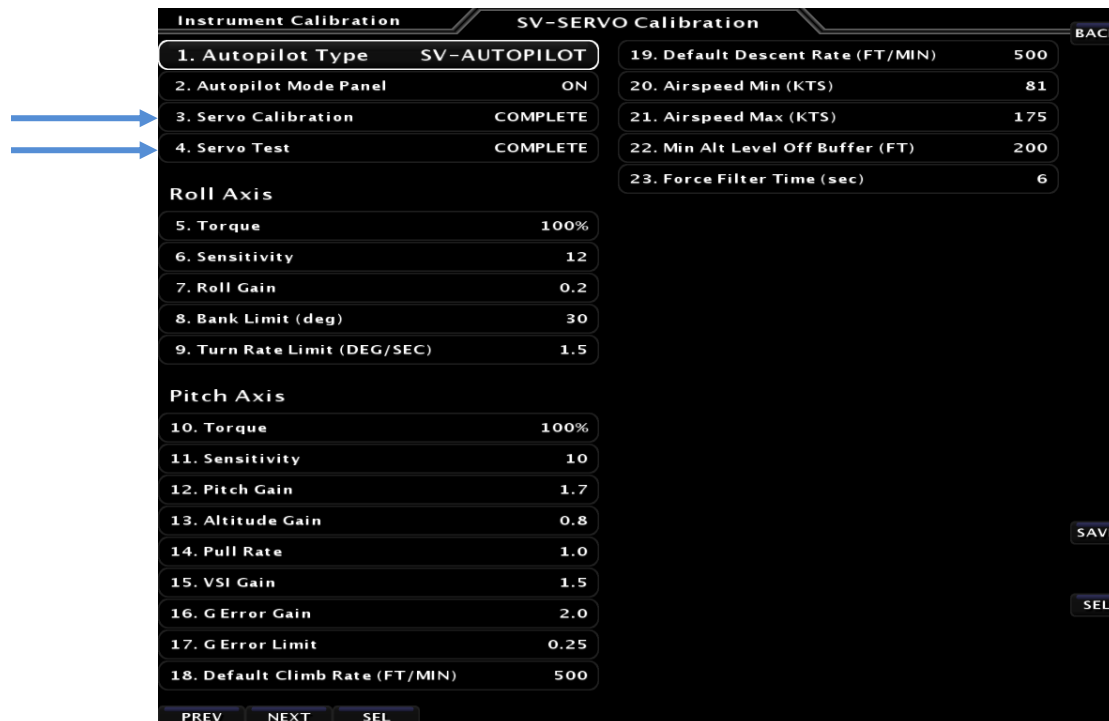 Instrument Calibration
SV-SERVO Calibration
BAC
1. Autopilot Type SV-AUTOPILOT
2. Autopilot Mode Panel ON
3. Servo Calibration COMPLETE
4. Servo Test COMPLETE
Roll Axis
5. Torque 100%
6. Sensitivity 12
7. Roll Gain 0.2
8. Bank Limit (deg) 30
9. Turn Rate Limit (DEG/SEC) 1.5
Pitch Axis
10. Torque 100%
11. Sensitivity 10
12. Pitch Gain 1.7
13. Altitude Gain 0.8
14. Pull Rate 1.0
15. VSI Gain 1.5
16. G Error Gain 2.0
17. G Error Limit 0.25
18. Default Climb Rate (FT/MIN) 500
19. Default Descent Rate (FT/MIN) 500
20. Airspeed Min (KTS) 81
21. Airspeed Max (KTS) 175
22. Min Alt Level Off Buffer (FT) 200
23. Force Filter Time (sec) 6
SAV
SEL
PREV NEXT SEL